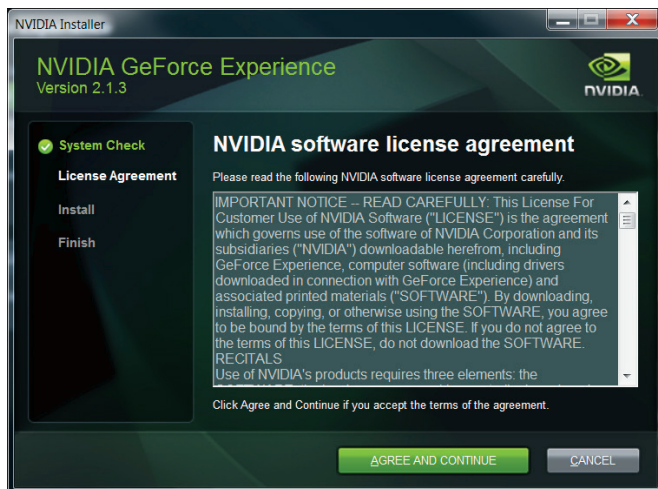 NVIDIA Installer
NVIDIA GeForce Experience
Version 2.1.3
NVIDIA
System Check
License Agreement
Install
Finish
NVIDIA software license agreement
Please read the following NVIDIA software license agreement carefully.
IMPORTANT NOTICE -- READ CAREFULLY: This License For
Customer Use of NVIDIA Software ("LICENSE") is the agreement
which governs use of the software of NVIDIA Corporation and its
subsidiaries ("NVIDIA") downloadable herefrom, including
GeForce Experience, computer software (including drivers
downloaded in connection with GeForce Experience) and
associated printed materials ("SOFTWARE"). By downloading,
installing, copying, or otherwise using the SOFTWARE, you agree
to be bound by the terms of this LICENSE. If you do not agree to
the terms of this LICENSE, do not download the SOFTWARE.
RECITALS
Use of NVIDIA's products requires three elements: the
Click Agree and Continue if you accept the terms of the agreement.
AGREE AND CONTINUE
CANCEL